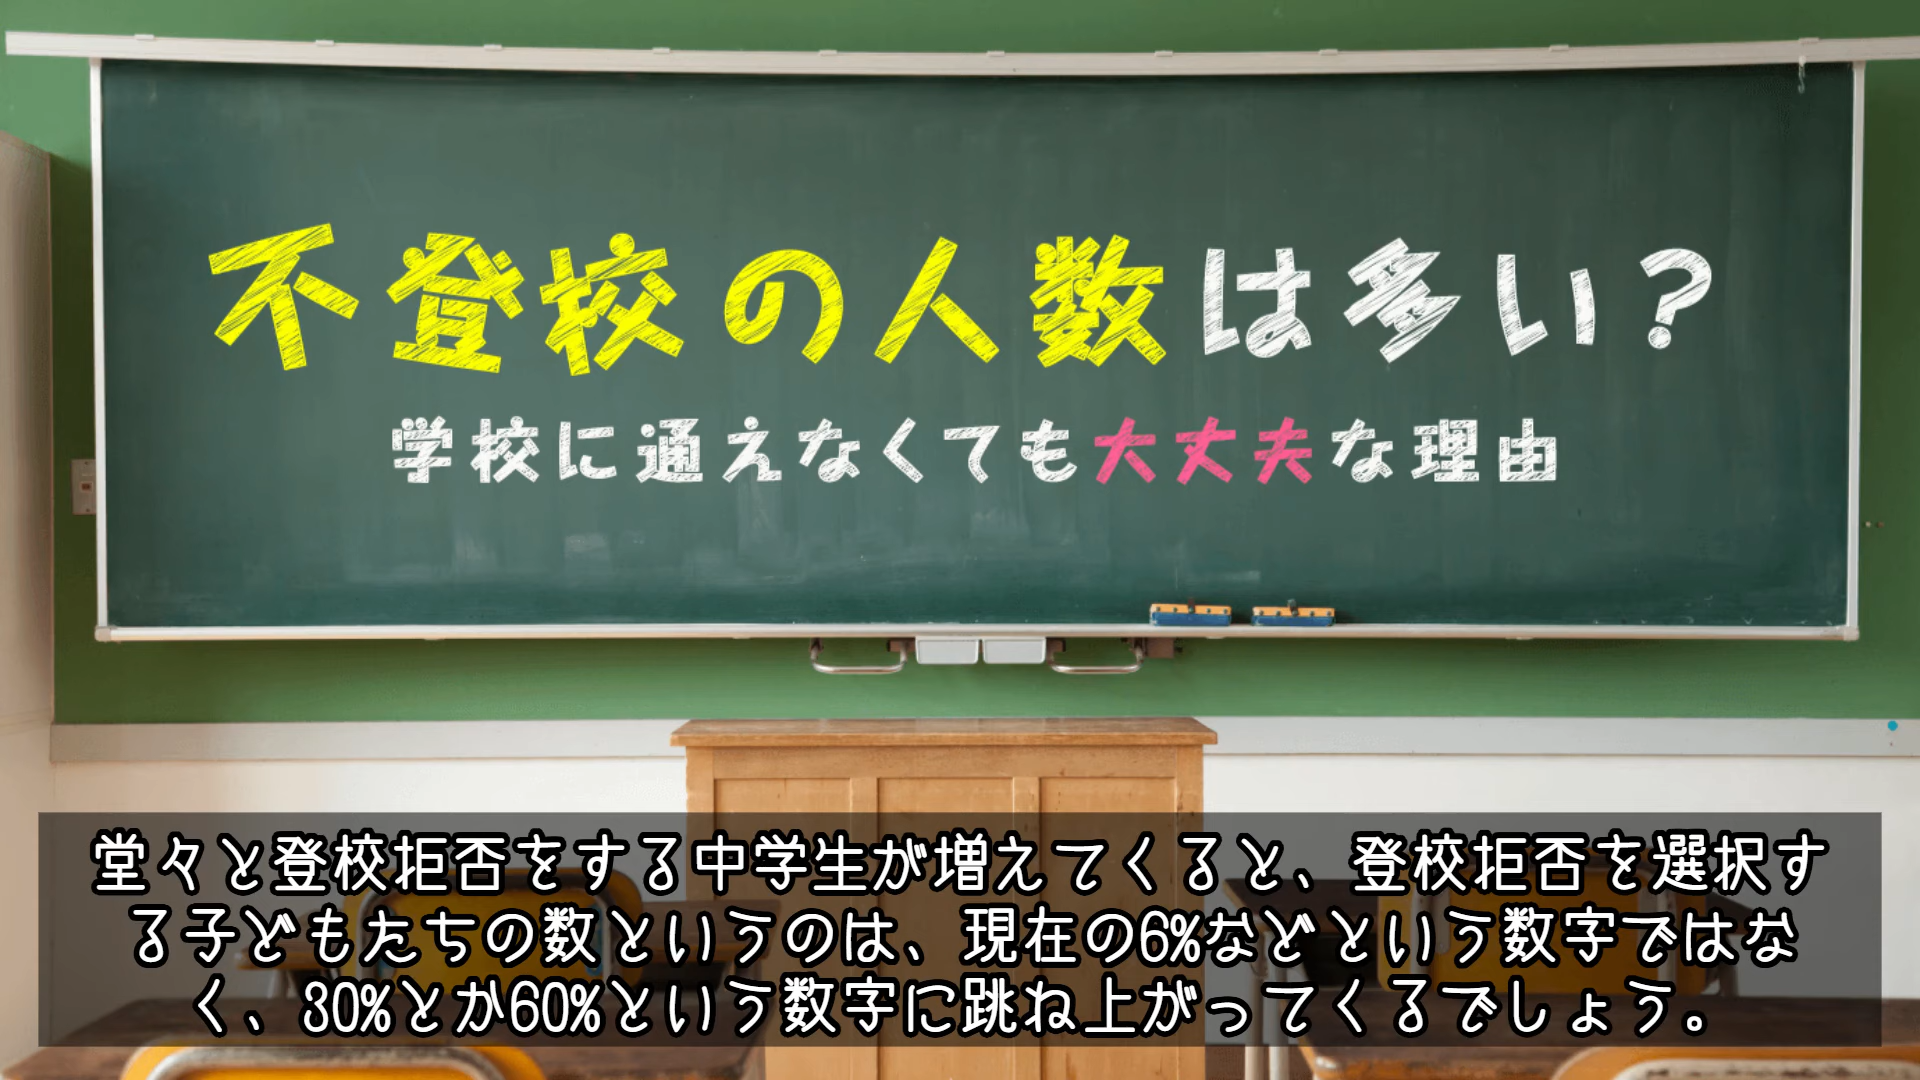 不登校の人数は多い？
学校に通えなくても大丈夫な理由
堂々と登校拒否をする中学生が増えてくると、登校拒否を選択す
る子どもたちの数というのは、現在の6%などという数字ではな
く、30%とか60%という数字に跳ね上がってくるでしょう。